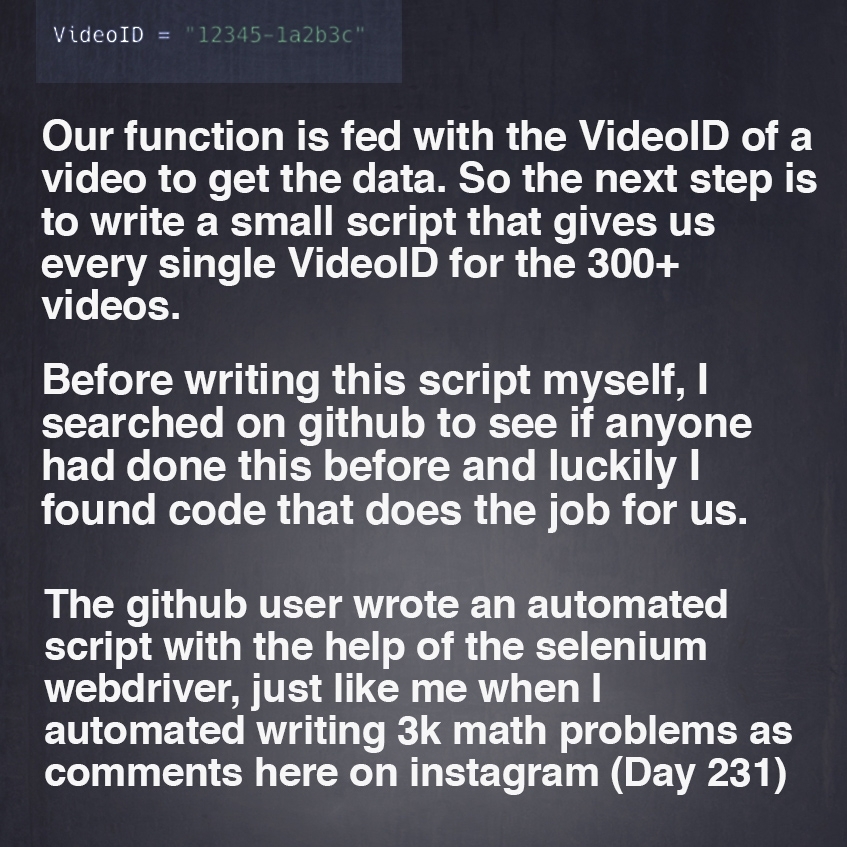 VideoID = "12345-1a2b3c"
Our function is fed with the VideoID of a
video to get the data. So the next step is
to write a small script that gives us
every single VideoID for the 300+
videos.
Before writing this script myself, I
searched on github to see if anyone
had done this before and luckily I
found code that does the job for us.
The github user wrote an automated
script with the help of the selenium
webdriver, just like me when I
automated writing 3k math problems as
comments here on instagram (Day 231)